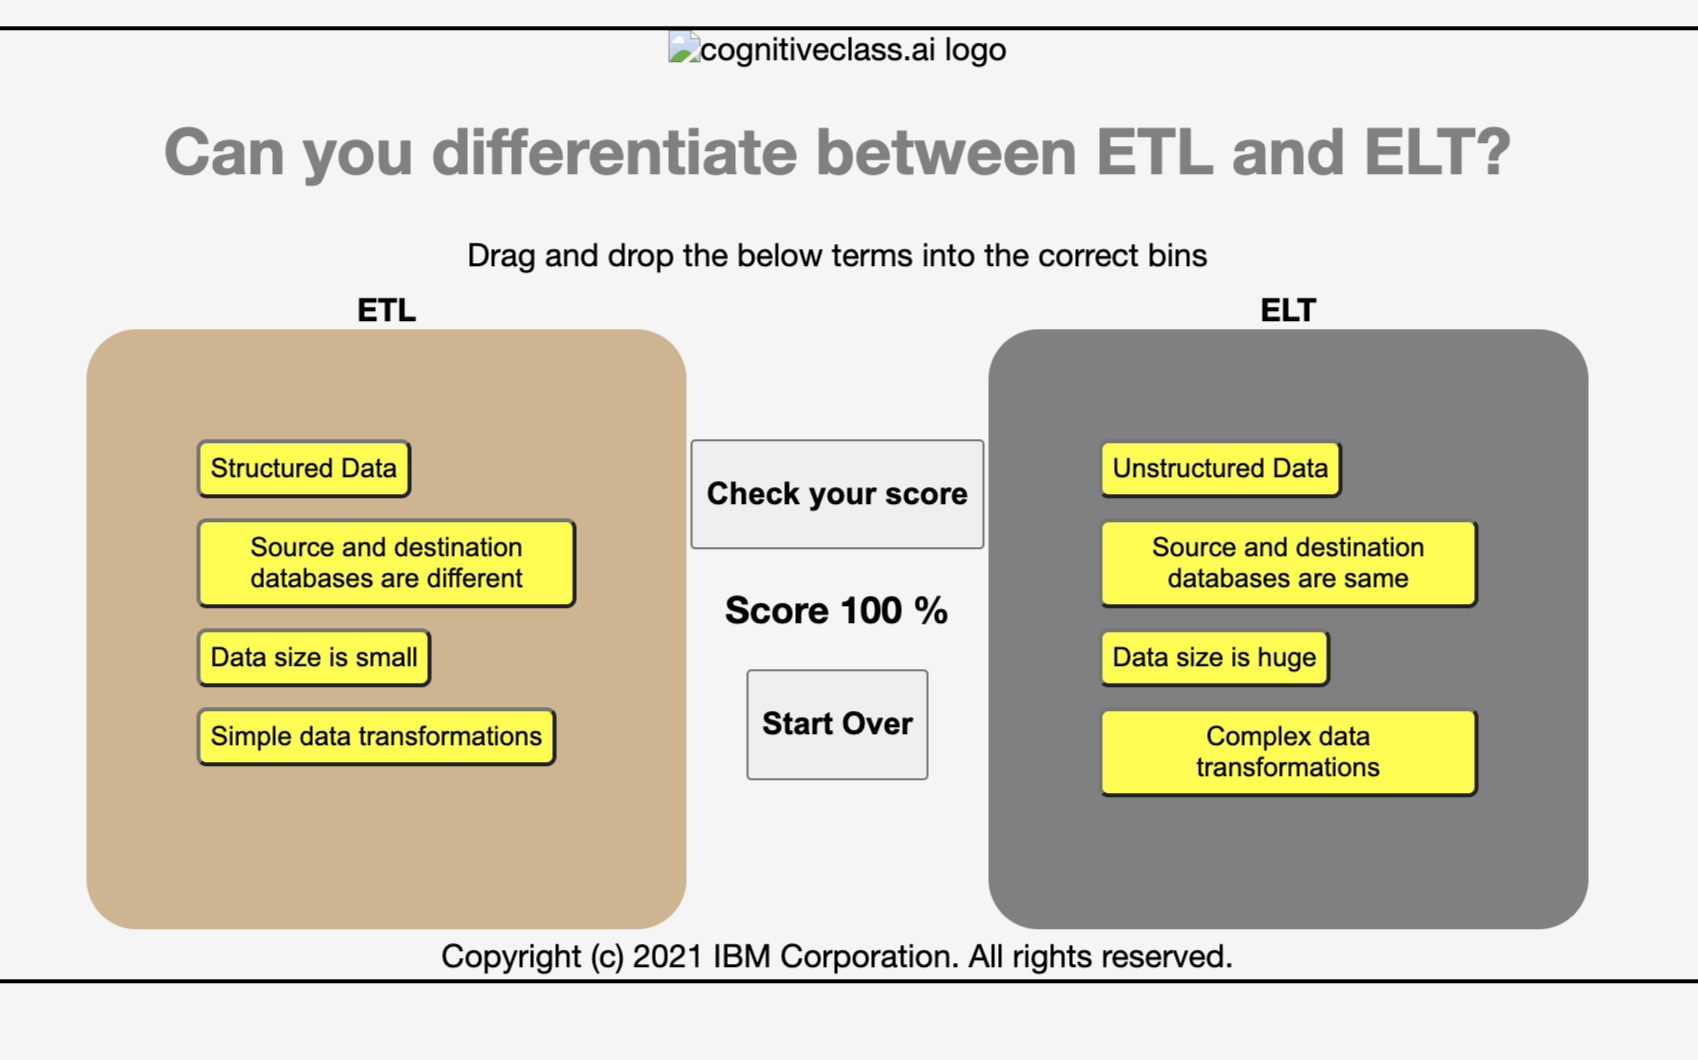 cognitiveclass.ai logo
Can you differentiate between ETL and ELT?
Drag and drop the below terms into the correct bins
ETL
Structured Data
Source and destination
databases are different
Data size is small
Simple data transformations
Check your score
Score 100 %
Start Over
ELT
Unstructured Data
Source and destination
databases are same
Data size is huge
Complex data
transformations
Copyright (c) 2021 IBM Corporation. All rights reserved.